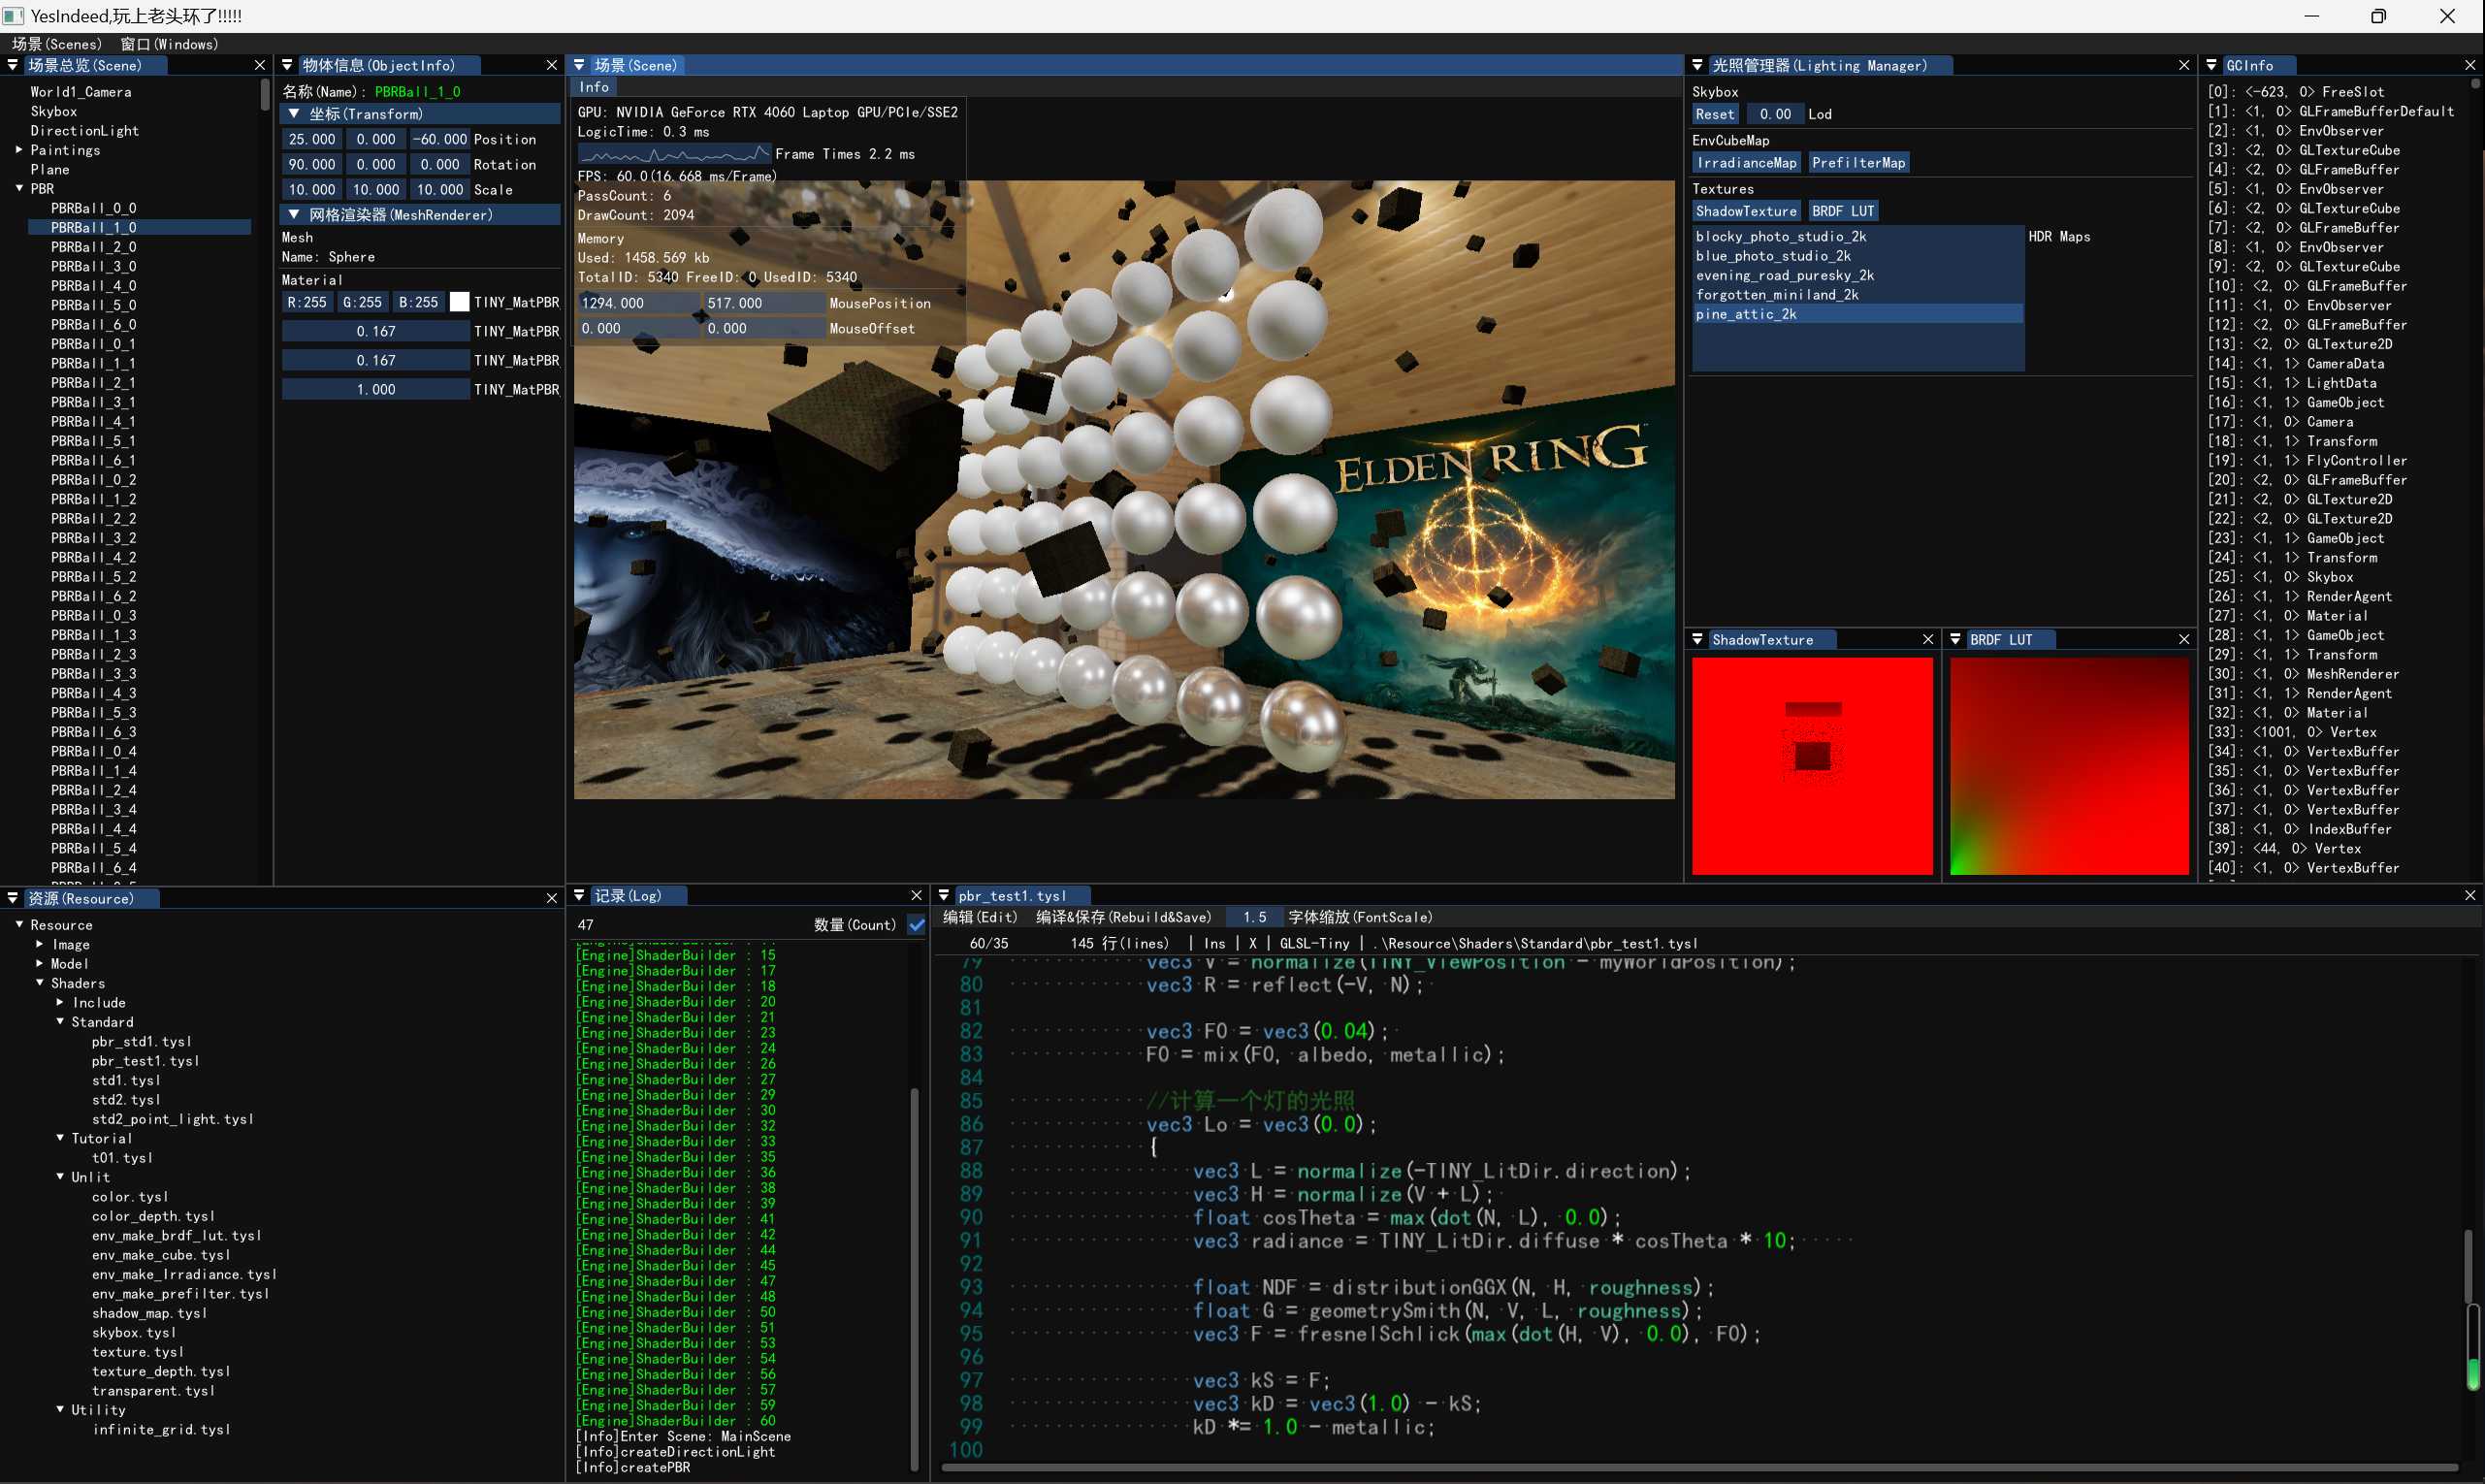 YesIndeed,玩上老头环了!!!!!
场景(Scenes) 窗口(Windows)
场景总览(Scene)
World1_Camera
Skybox
DirectionLight
Paintings
Plane
PBR
PBRBall_0_0
PBRBall_1_0
PBRBall_2_0
PBRBall_3_0
PBRBall_4_0
PBRBall_5_0
PBRBall_6_0
PBRBall_0_1
PBRBall_1_1
PBRBall_2_1
PBRBall_3_1
PBRBall_4_1
PBRBall_5_1
PBRBall_6_1
PBRBall_0_2
PBRBall_1_2
PBRBall_2_2
PBRBall_3_2
PBRBall_4_2
PBRBall_5_2
PBRBall_6_2
PBRBall_0_3
PBRBall_1_3
PBRBall_2_3
PBRBall_3_3
PBRBall_4_3
PBRBall_5_3
PBRBall_6_3
PBRBall_0_4
PBRBall_1_4
PBRBall_2_4
PBRBall_3_4
PBRBall_4_4
PBRBall_5_4
PBRBall_6_4
物体信息(ObjectInfo)
名称(Name): PBRBall_1_0
坐标(Transform)
25.000 0.000 -60.000 Position
90.000 0.000 0.000 Rotation
10.000 10.000 10.000 Scale
网格渲染器(MeshRenderer)
Mesh
Name: Sphere
Material
R:255 G:255 B:255 TINY_MatPBR
0.167 TINY_MatPBR
0.167 TINY_MatPBR
1.000 TINY_MatPBR
场景(Scene)
Info
GPU: NVIDIA GeForce RTX 4060 Laptop GPU/PCIe/SSE2
LogicTime: 0.3 ms
Frame Times 2.2 ms
FPS: 60.0(16.668 ms/Frame)
PassCount: 6
DrawCount: 2094
Memory
Used: 1458.569 kb
TotalID: 5340 FreeID: 0 UsedID: 5340
1294.000 517.000 MousePosition
0.000 0.000 MouseOffset
ELDEN RING
光照管理器(Lighting Manager)
Skybox
Reset 0.00 Lod
EnvCubeMap
IrradianceMap PrefilterMap
Textures
ShadowTexture BRDF LUT
blocky_photo_studio_2k HDR Maps
blue_photo_studio_2k
evening_road_puresky_2k
forgotten_miniland_2k
pine_attic_2k
ShadowTexture
BRDF LUT
GCInfo
[0]: <-623, 0> FreeSlot
[1]: <1, 0> GLFrameBufferDefault
[2]: <1, 0> EnvObserver
[3]: <2, 0> GLTextureCube
[4]: <2, 0> GLFrameBuffer
[5]: <1, 0> EnvObserver
[6]: <2, 0> GLTextureCube
[7]: <2, 0> GLFrameBuffer
[8]: <1, 0> EnvObserver
[9]: <2, 0> GLTextureCube
[10]: <2, 0> GLFrameBuffer
[11]: <1, 0> EnvObserver
[12]: <2, 0> GLFrameBuffer
[13]: <2, 0> GLTexture2D
[14]: <1, 1> CameraData
[15]: <1, 1> LightData
[16]: <1, 1> GameObject
[17]: <1, 0> Camera
[18]: <1, 1> Transform
[19]: <1, 1> FlyController
[20]: <2, 0> GLFrameBuffer
[21]: <2, 0> GLTexture2D
[22]: <2, 0> GLTexture2D
[23]: <1, 1> GameObject
[24]: <1, 1> Transform
[25]: <1, 0> Skybox
[26]: <1, 1> RenderAgent
[27]: <1, 0> Material
[28]: <1, 1> GameObject
[29]: <1, 1> Transform
[30]: <1, 0> MeshRenderer
[31]: <1, 1> RenderAgent
[32]: <1, 0> Material
[33]: <1001, 0> Vertex
[34]: <1, 0> VertexBuffer
[35]: <1, 0> VertexBuffer
[36]: <1, 0> VertexBuffer
[37]: <1, 0> VertexBuffer
[38]: <1, 0> IndexBuffer
[39]: <44, 0> Vertex
[40]: <1, 0> VertexBuffer
资源(Resource)
Resource
Image
Model
Shaders
Include
Standard
pbr_std1.tysl
pbr_test1.tysl
std1.tysl
std2.tysl
std2_point_light.tysl
Tutorial
t01.tysl
Unlit
color.tysl
color_depth.tysl
env_make_brdf_lut.tysl
env_make_cube.tysl
env_make_Irradiance.tysl
env_make_prefilter.tysl
shadow_map.tysl
skybox.tysl
texture.tysl
texture_depth.tysl
transparent.tysl
Utility
infinite_grid.tysl
记录(Log)
47 数量(Count)
[Engine]ShaderBuilder : 15
[Engine]ShaderBuilder : 17
[Engine]ShaderBuilder : 18
[Engine]ShaderBuilder : 20
[Engine]ShaderBuilder : 21
[Engine]ShaderBuilder : 23
[Engine]ShaderBuilder : 24
[Engine]ShaderBuilder : 26
[Engine]ShaderBuilder : 27
[Engine]ShaderBuilder : 29
[Engine]ShaderBuilder : 30
[Engine]ShaderBuilder : 32
[Engine]ShaderBuilder : 33
[Engine]ShaderBuilder : 35
[Engine]ShaderBuilder : 36
[Engine]ShaderBuilder : 38
[Engine]ShaderBuilder : 39
[Engine]ShaderBuilder : 41
[Engine]ShaderBuilder : 42
[Engine]ShaderBuilder : 44
[Engine]ShaderBuilder : 45
[Engine]ShaderBuilder : 47
[Engine]ShaderBuilder : 48
[Engine]ShaderBuilder : 50
[Engine]ShaderBuilder : 51
[Engine]ShaderBuilder : 53
[Engine]ShaderBuilder : 54
[Engine]ShaderBuilder : 56
[Engine]ShaderBuilder : 57
[Engine]ShaderBuilder : 59
[Engine]ShaderBuilder : 60
[Info]Enter Scene: MainScene
[Info]createDirectionLight
[Info]createPBR
pbr_test1.tysl
编辑(Edit) 编译&保存(Rebuild&Save) 1.5 字体缩放(FontScale)
60/35 145 行(lines) | Ins | X | GLSL-Tiny | .\Resource\Shaders\Standard\pbr_test1.tysl
79 vec3 V = normalize(TINY_ViewPosition - myWorldPosition);
80 vec3 R = reflect(-V, N);
81
82 vec3 F0 = vec3(0.04);
83 F0 = mix(F0, albedo, metallic);
84
85 //计算一个灯的光照
86 vec3 Lo = vec3(0.0);
87 {
88 vec3 L = normalize(-TINY_LitDir.direction);
89 vec3 H = normalize(V + L);
90 float cosTheta = max(dot(N, L), 0.0);
91 vec3 radiance = TINY_LitDir.diffuse * cosTheta * 10;
92
93 float NDF = distributionGGX(N, H, roughness);
94 float G = geometrySmith(N, V, L, roughness);
95 vec3 F = fresnelSchlick(max(dot(H, V), 0.0), F0);
96
97 vec3 kS = F;
98 vec3 kD = vec3(1.0) - kS;
99 kD *= 1.0 - metallic;
100